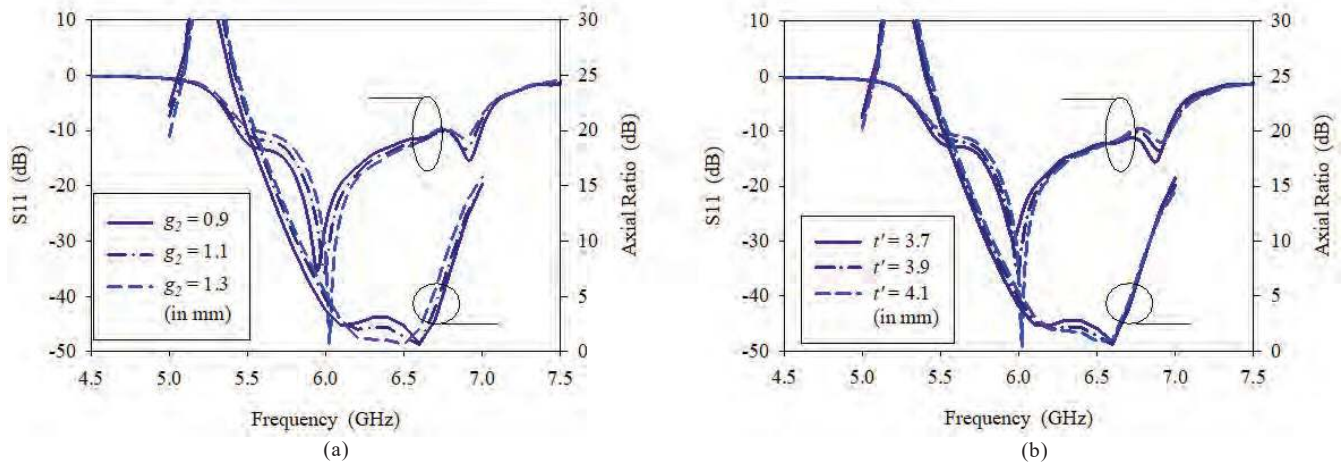 10
0
-10
-20
-30
-40
-50
S11 (dB)
30
25
20
15
10
5
0
Axial Ratio (dB)
g2 = 0.9
g2 = 1.1
g2 = 1.3
(in mm)
4.5 5.0 5.5 6.0 6.5 7.0 7.5
Frequency (GHz)
(a)
10
0
-10
-20
-30
-40
-50
S11 (dB)
30
25
20
15
10
5
0
Axial Ratio (dB)
t' = 3.7
t' = 3.9
t' = 4.1
(in mm)
4.5 5.0 5.5 6.0 6.5 7.0 7.5
Frequency (GHz)
(b)